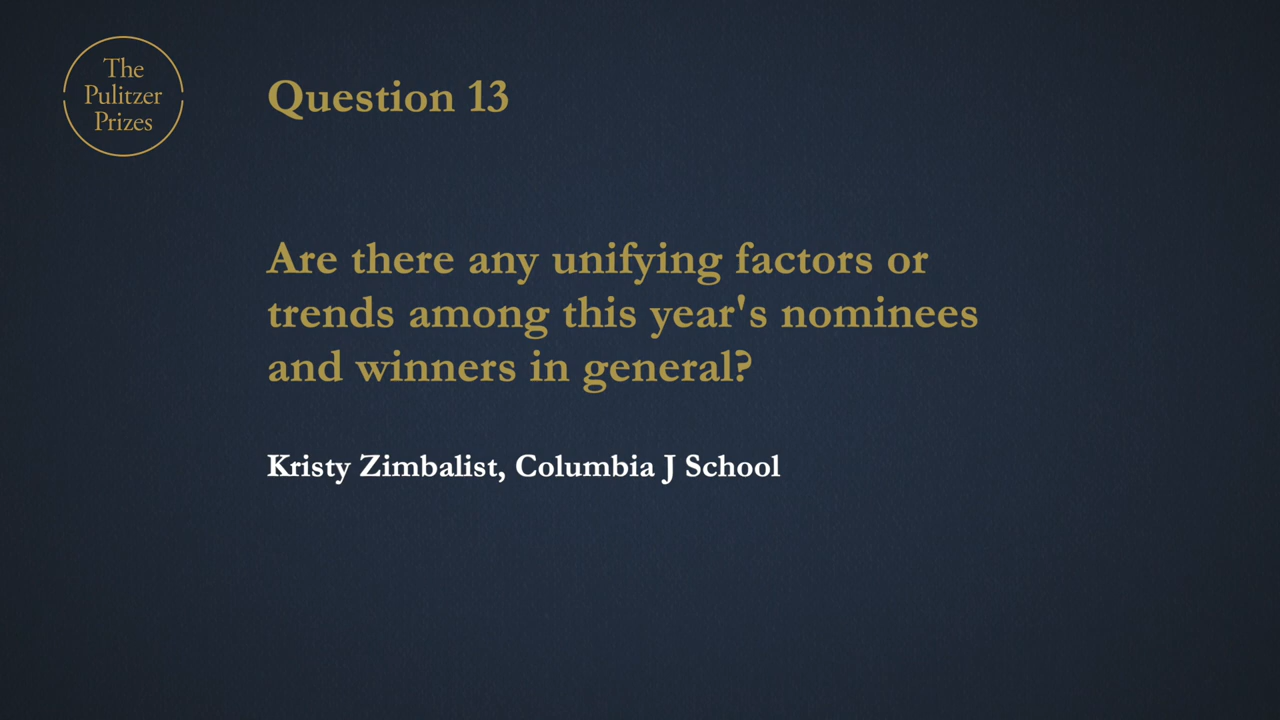 The
Pulitzer
Prizes
Question 13
Are there any unifying factors or
trends among this year's nominees
and winners in general?
Kristy Zimbalist, Columbia J School